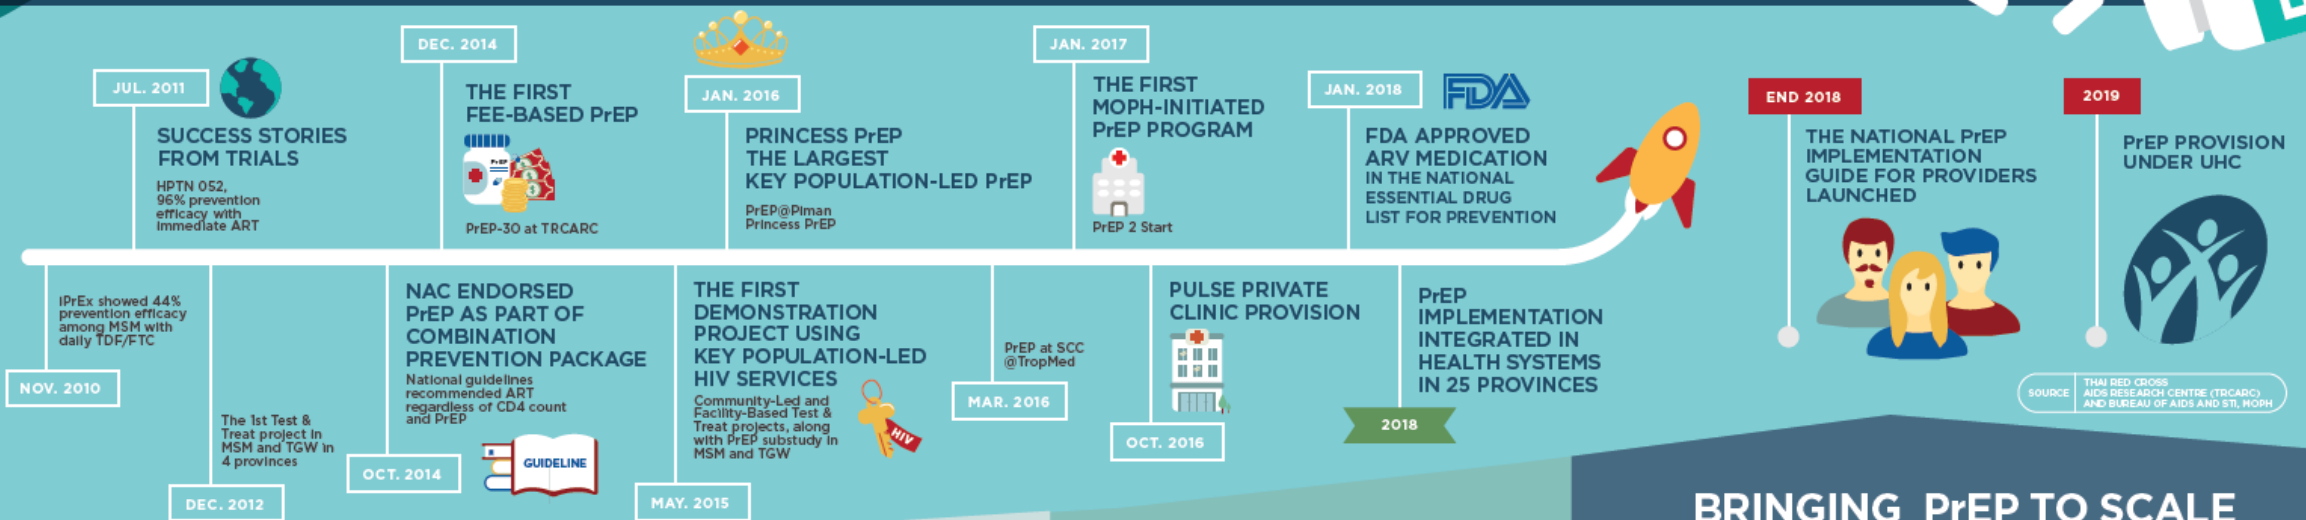 JUL. 2011
SUCCESS STORIES
FROM TRIALS
HPTN 052,
96% prevention
efficacy with
immediate ART
DEC. 2014
THE FIRST
FEE-BASED PrEP
PrEP
PrEP-30 at TRCARC
JAN. 2016
PRINCESS PrEP
THE LARGEST
KEY POPULATION-LED PrEP
PrEP@Piman
Princess PrEP
JAN. 2017
THE FIRST
MOPH-INITIATED
PrEP PROGRAM
PrEP 2 Start
JAN. 2018
FDA
FDA APPROVED
ARV MEDICATION
IN THE NATIONAL
ESSENTIAL DRUG
LIST FOR PREVENTION
END 2018
THE NATIONAL PrEP
IMPLEMENTATION
GUIDE FOR PROVIDERS
LAUNCHED
2019
PrEP PROVISION
UNDER UHC
iPrEx showed 44%
prevention efficacy
among MSM with
daily TDF/FTC
NOV. 2010
The 1st Test &
Treat project in
MSM and TGW in
4 provinces
DEC. 2012
NAC ENDORSED
PrEP AS PART OF
COMBINATION
PREVENTION PACKAGE
National guidelines
recommended ART
regardless of CD4 count
and PrEP
GUIDELINE
OCT. 2014
THE FIRST
DEMONSTRATION
PROJECT USING
KEY POPULATION-LED
HIV SERVICES
Community-Led and
Facility-Based Test &
Treat projects, along
with PrEP substudy in
MSM and TGW
HIV
MAY. 2015
PrEP at SCC
@TropMed
MAR. 2016
PULSE PRIVATE
CLINIC PROVISION
OCT. 2016
PrEP
IMPLEMENTATION
INTEGRATED IN
HEALTH SYSTEMS
IN 25 PROVINCES
2018
SOURCE
THAI RED CROSS
AIDS RESEARCH CENTRE (TRCARC)
AND BUREAU OF AIDS AND STI, MOPH
BRINGING PrEP TO SCALE